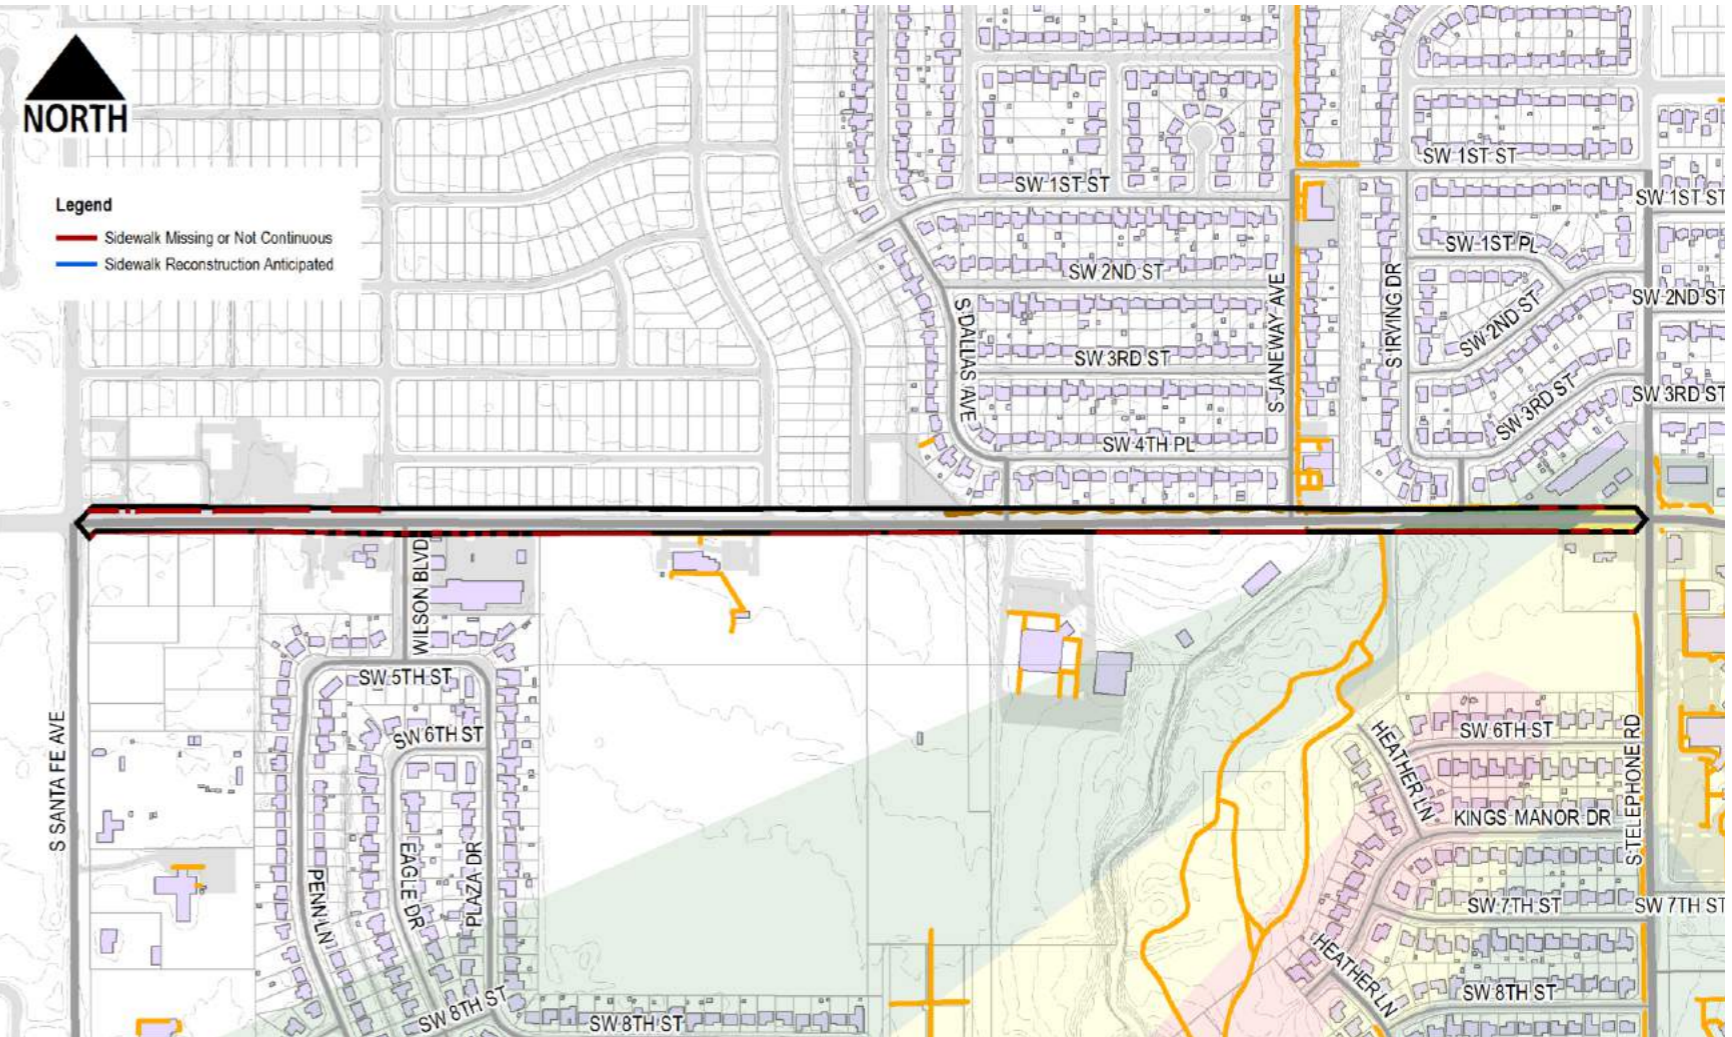 NORTH
Legend
Sidewalk Missing or Not Continuous
Sidewalk Reconstruction Anticipated
SW 1ST ST
SW 1ST ST
SW 1ST ST
SW 1ST PL
SW 2ND ST
SW 2ND ST
SW 2ND ST
S DALLAS AVE
S JANEWAY AVE
S IRVING DR
SW 3RD ST
SW 3RD ST
SW 3RD ST
SW 4TH PL
WILSON BLVD
SW 5TH ST
S SANTA FE AVE
SW 6TH ST
HEATHER LN
SW 6TH ST
S TELEPHONE RD
KINGS MANOR DR
PENN LN
EAGLE DR
PLAZA DR
SW 7TH ST
SW 7TH ST
HEATHER LN
SW 8TH ST
SW 8TH ST
SW 8TH ST